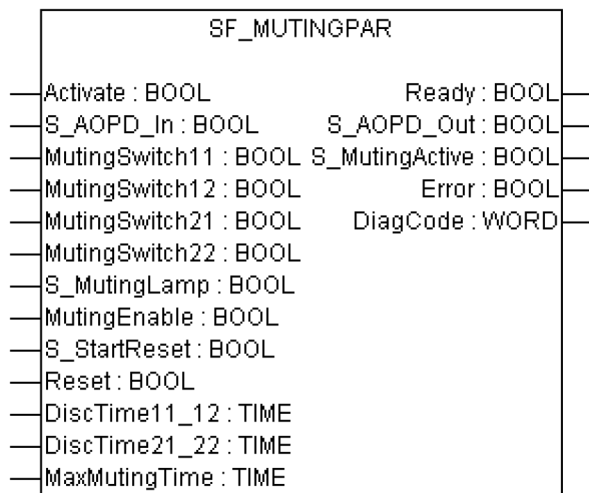 SF_MUTINGPAR
Activate : BOOL Ready : BOOL
S_AOPD_In : BOOL S_AOPD_Out : BOOL
MutingSwitch11 : BOOL S_MutingActive : BOOL
MutingSwitch12 : BOOL Error : BOOL
MutingSwitch21 : BOOL DiagCode : WORD
MutingSwitch22 : BOOL
S_MutingLamp : BOOL
MutingEnable : BOOL
S_StartReset : BOOL
Reset : BOOL
DiscTime11_12 : TIME
DiscTime21_22 : TIME
MaxMutingTime : TIME